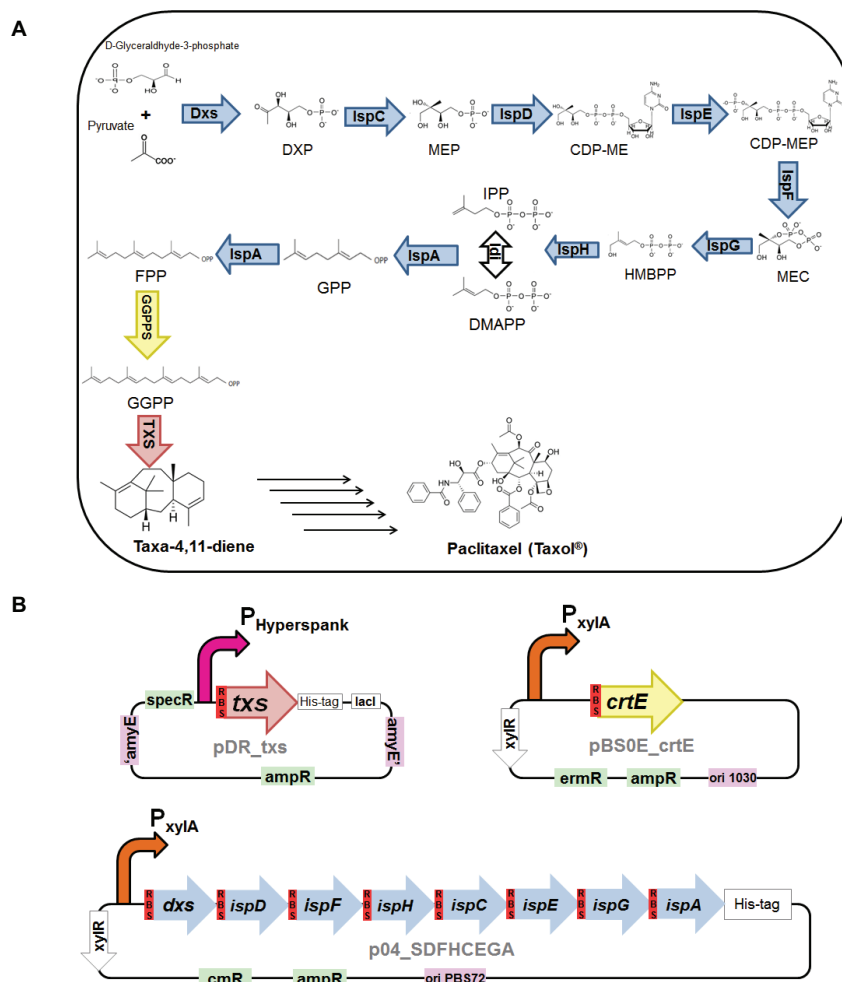 A
D-Glyceraldhyde-3-phosphate
+
Pyruvate
Dxs
DXP
IspC
MEP
IspD
CDP-ME
IspE
CDP-MEP
IspF
MEC
IspG
HMBPP
IspH
IPP
Idi
DMAPP
IspA
GPP
IspA
FPP
GGPPS
GGPP
TXS
Taxa-4,11-diene
Paclitaxel (Taxol®)
B
PHyperspank
specR
RBS
txs
His-tag
lacI
'amyE
amyE'
pDR_txs
ampR
PxylA
RBS
crtE
xylR
pBS0E_crtE
ermR
ampR
ori 1030
PxylA
RBS
dxs
RBS
ispD
RBS
ispF
RBS
ispH
RBS
ispC
RBS
ispE
RBS
ispG
RBS
ispA
His-tag
xylR
p04_SDFHCEGA
cmR
ampR
ori PBS72